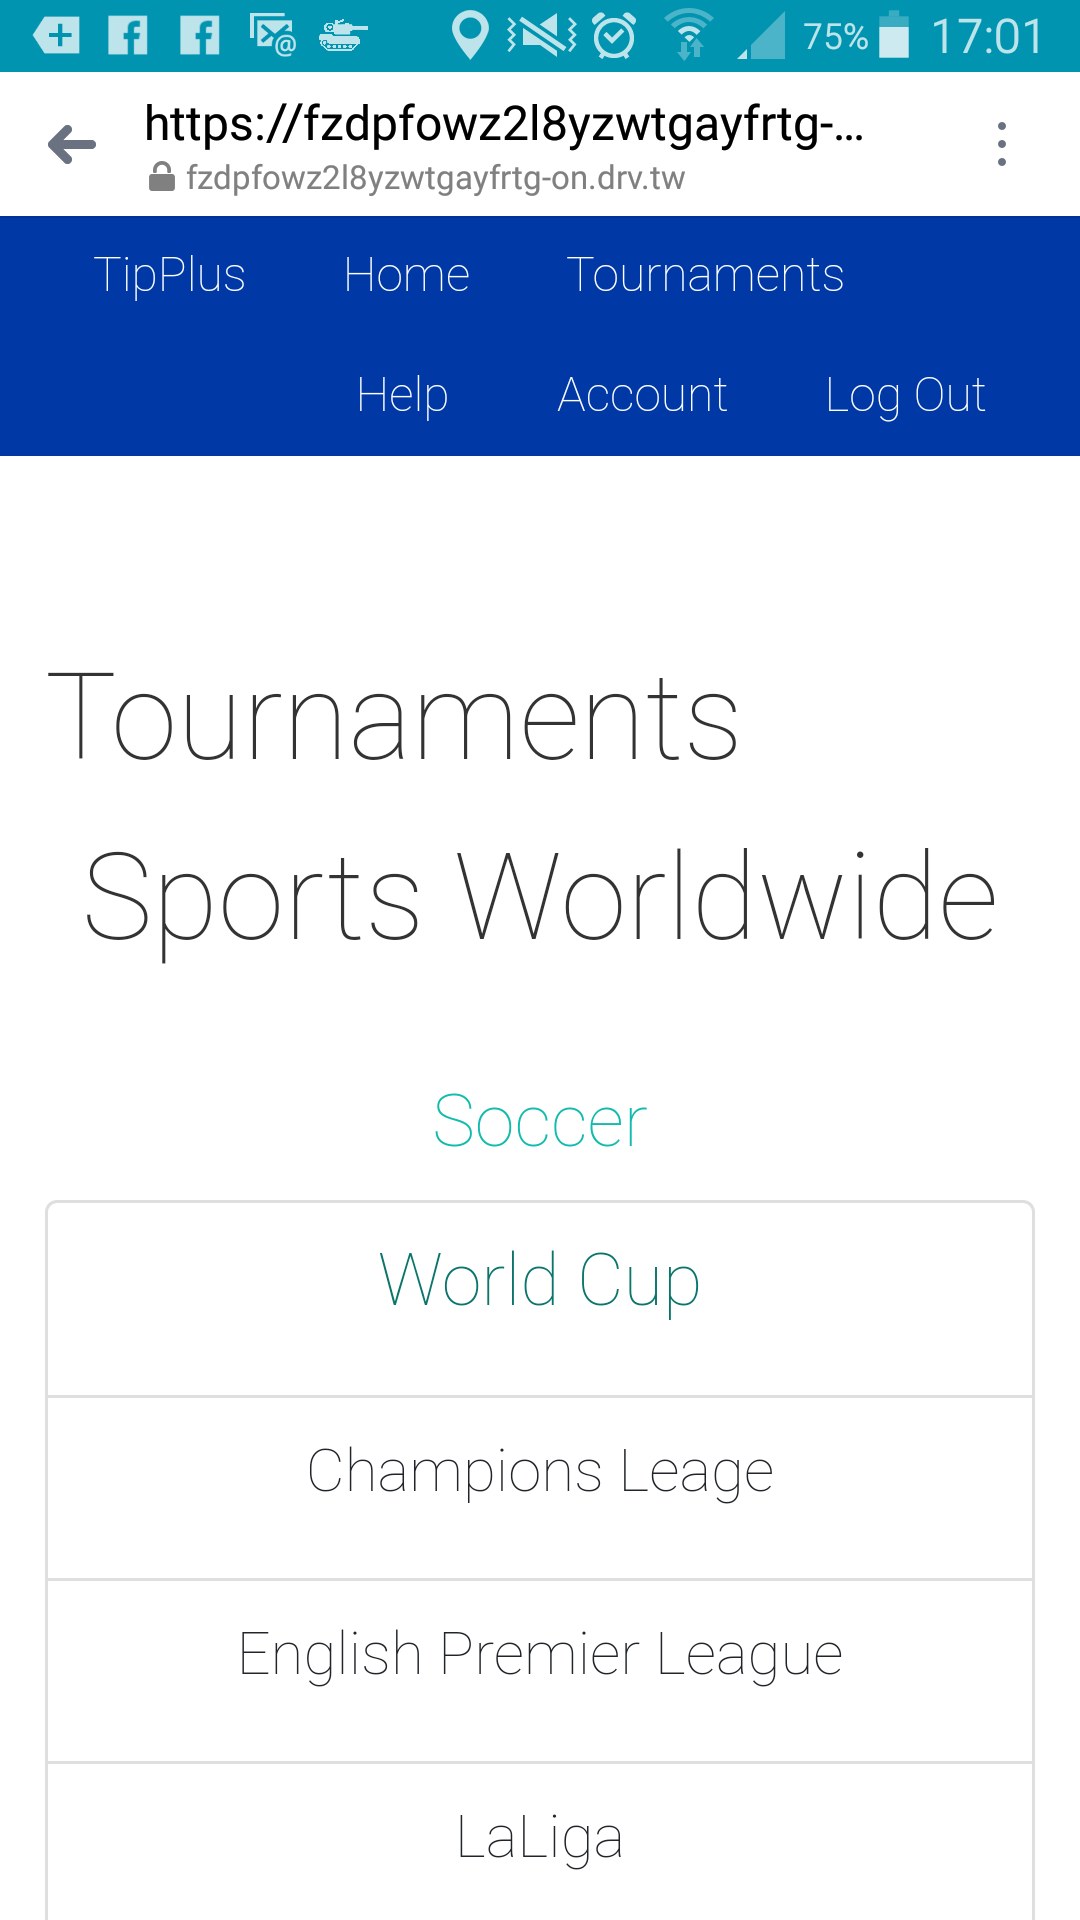 75% 17:01
https://fzdpfowz2l8yzwtgayfrtg-...
fzdpfowz2l8yzwtgayfrtg-on.drv.tw
TipPlus Home Tournaments
Help Account Log Out
Tournaments
Sports Worldwide
Soccer
World Cup
Champions Leage
English Premier League
LaLiga